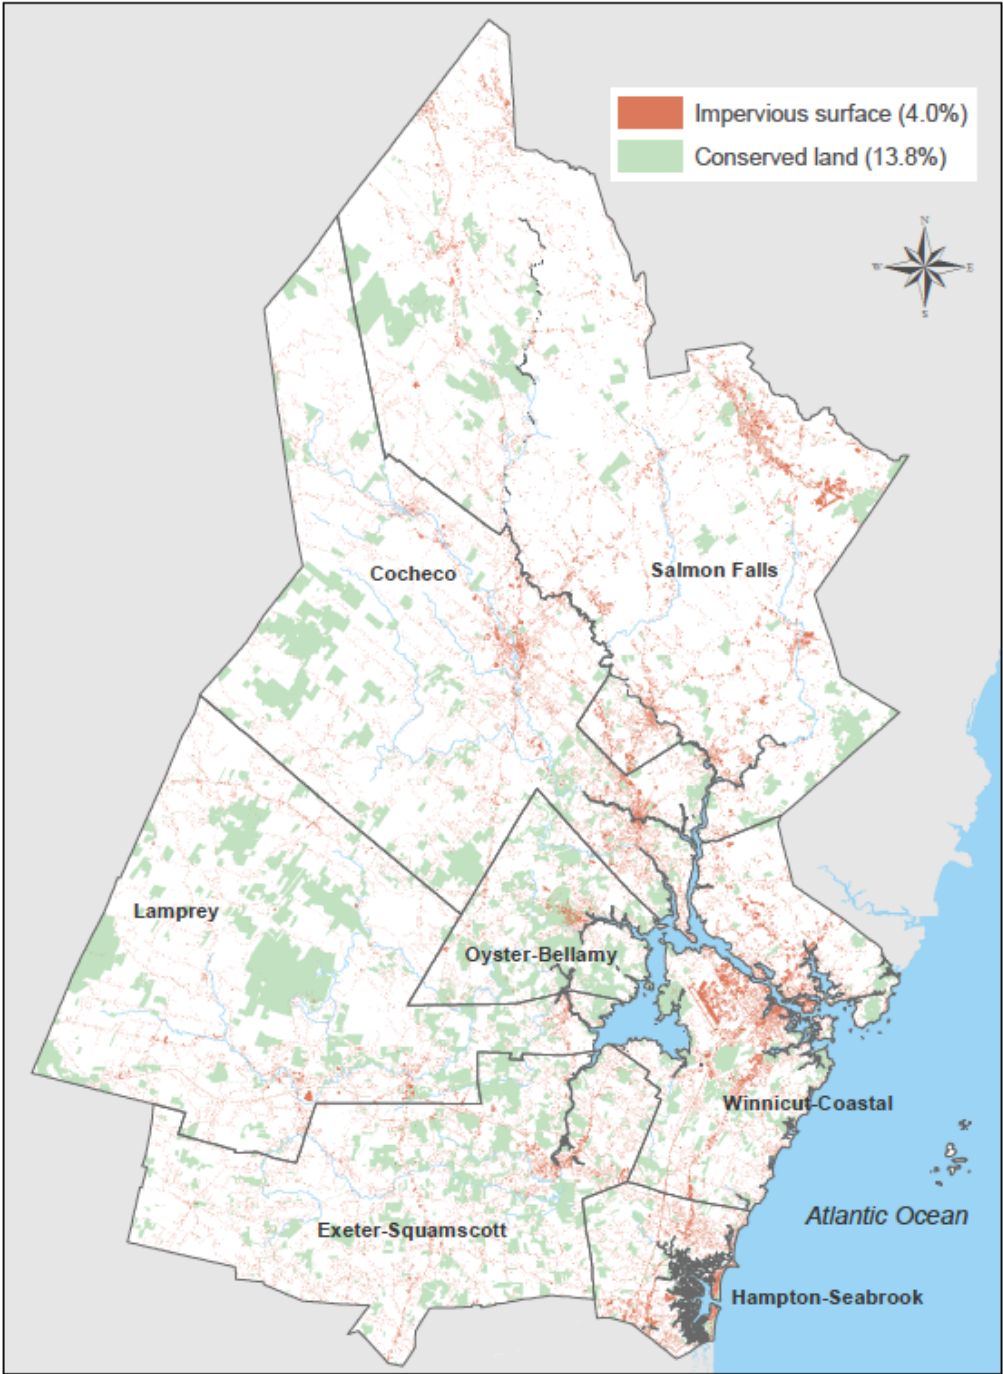 Impervious surface (4.0%)
Conserved land (13.8%)
N
W
E
S
Cocheco
Salmon Falls
Lamprey
Oyster-Bellamy
Winnicut-Coastal
Atlantic Ocean
Exeter-Squamscott
Hampton-Seabrook